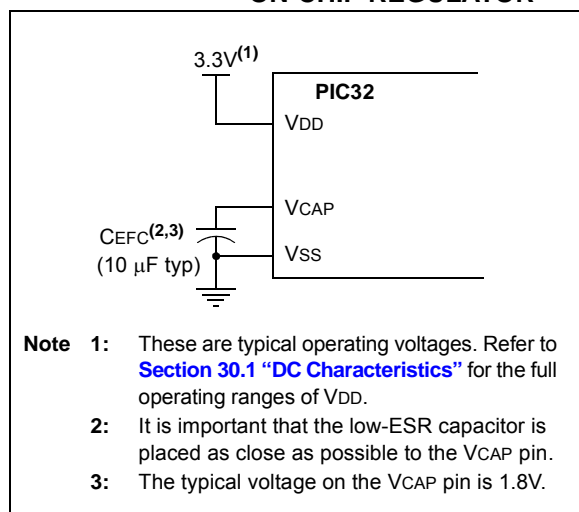 3.3V(1)
PIC32
VDD
VCAP
CEFC(2,3)
(10 μF typ)
VSS
Note 1: These are typical operating voltages. Refer to
Section 30.1 “DC Characteristics” for the full
operating ranges of VDD.
2: It is important that the low-ESR capacitor is
placed as close as possible to the VCAP pin.
3: The typical voltage on the VCAP pin is 1.8V.